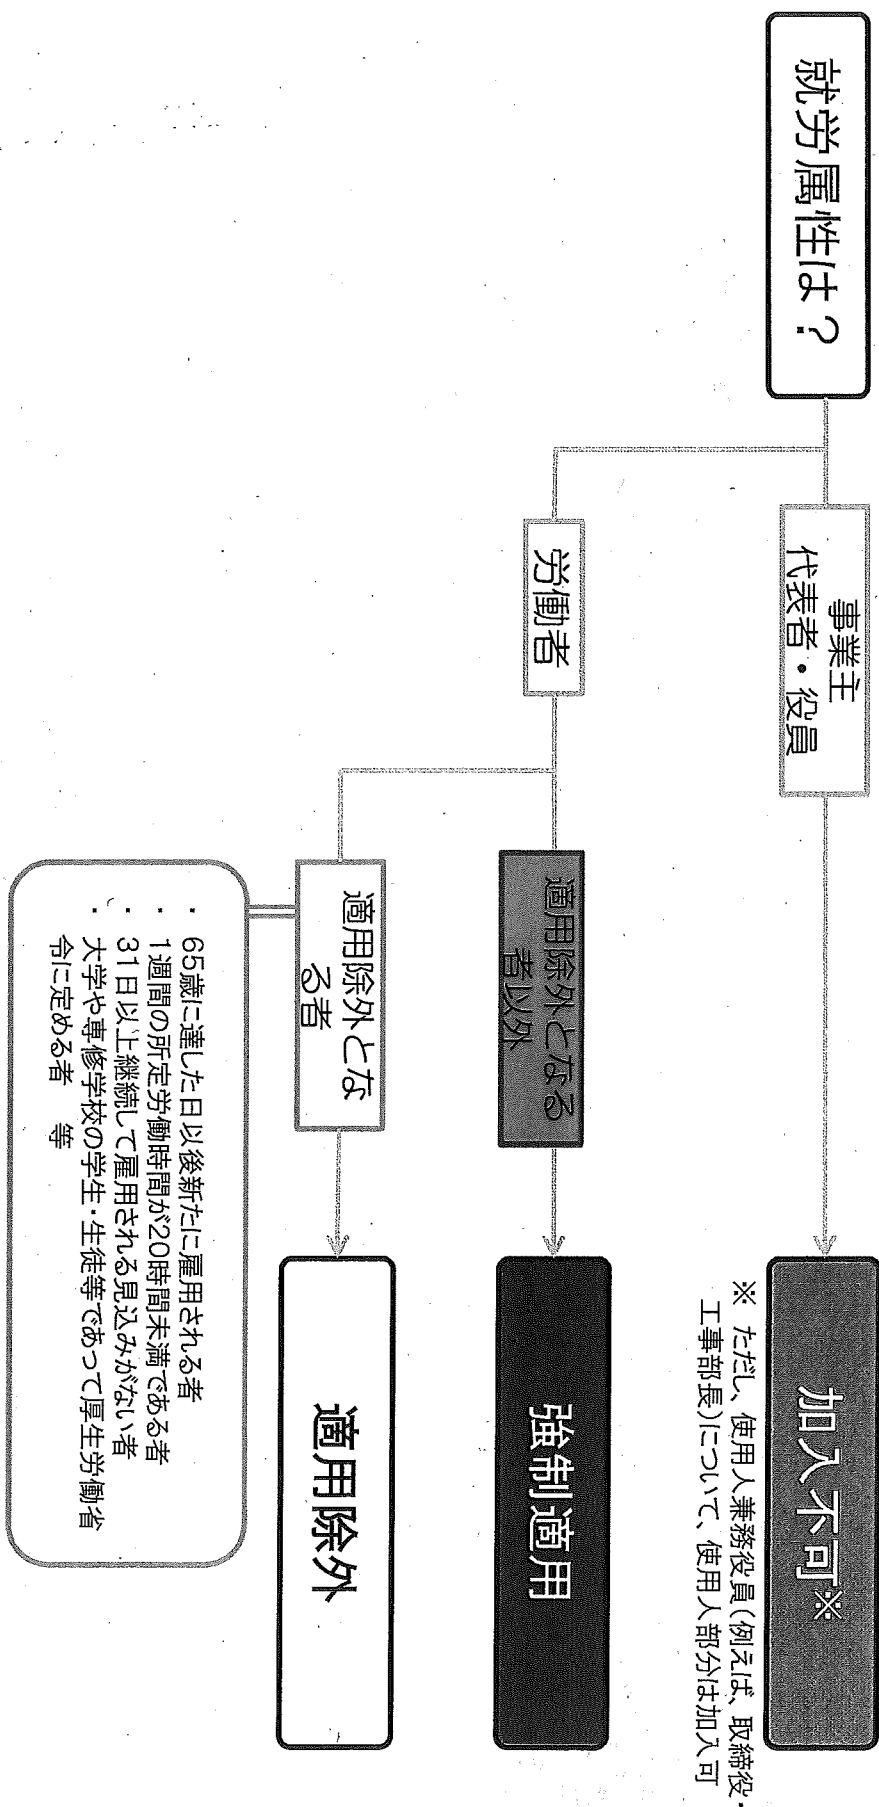 就労属性は？
事業主
代表者・役員
加入不可※
※ ただし、使用人兼務役員(例えば、取締役・
工事部長)について、使用人部分は加入可
労働者
適用除外となる
者以外
強制適用
適用除外とな
る者
適用除外
・ 65歳に達した日以後新たに雇用される者
・ 1週間の所定労働時間が20時間未満である者
・ 31日以上継続して雇用される見込みがない者
・ 大学や専修学校の学生・生徒等であって厚生労働省
令に定める者 等